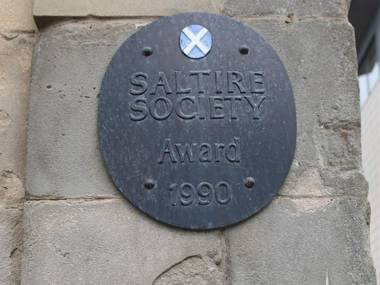 SALTIRE
SOCIETY
Award
1990